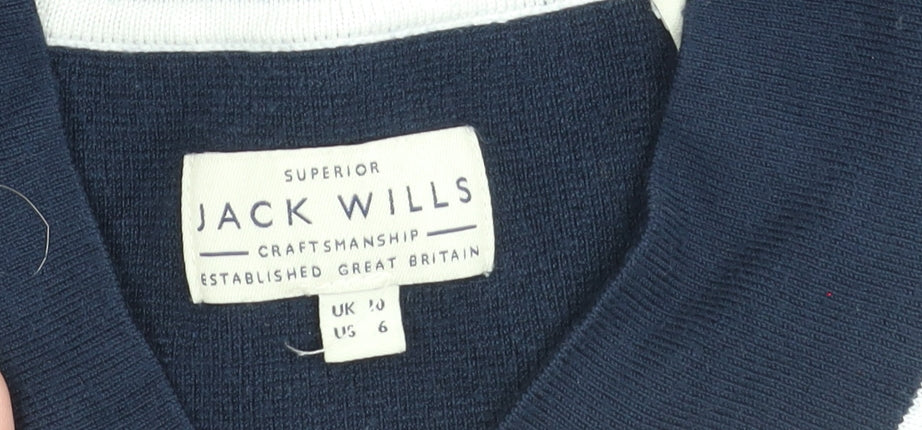 SUPERIOR
JACK WILLS
CRAFTSMANSHIP
ESTABLISHED GREAT BRITAIN
UK 10
US 6